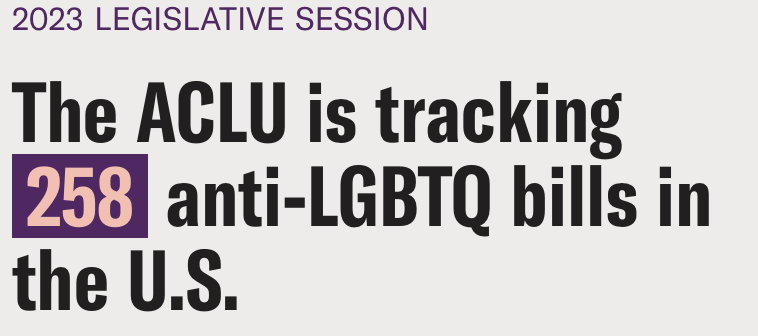 2023 LEGISLATIVE SESSION
The ACLU is tracking
258 anti-LGBTQ bills in
the U.S.